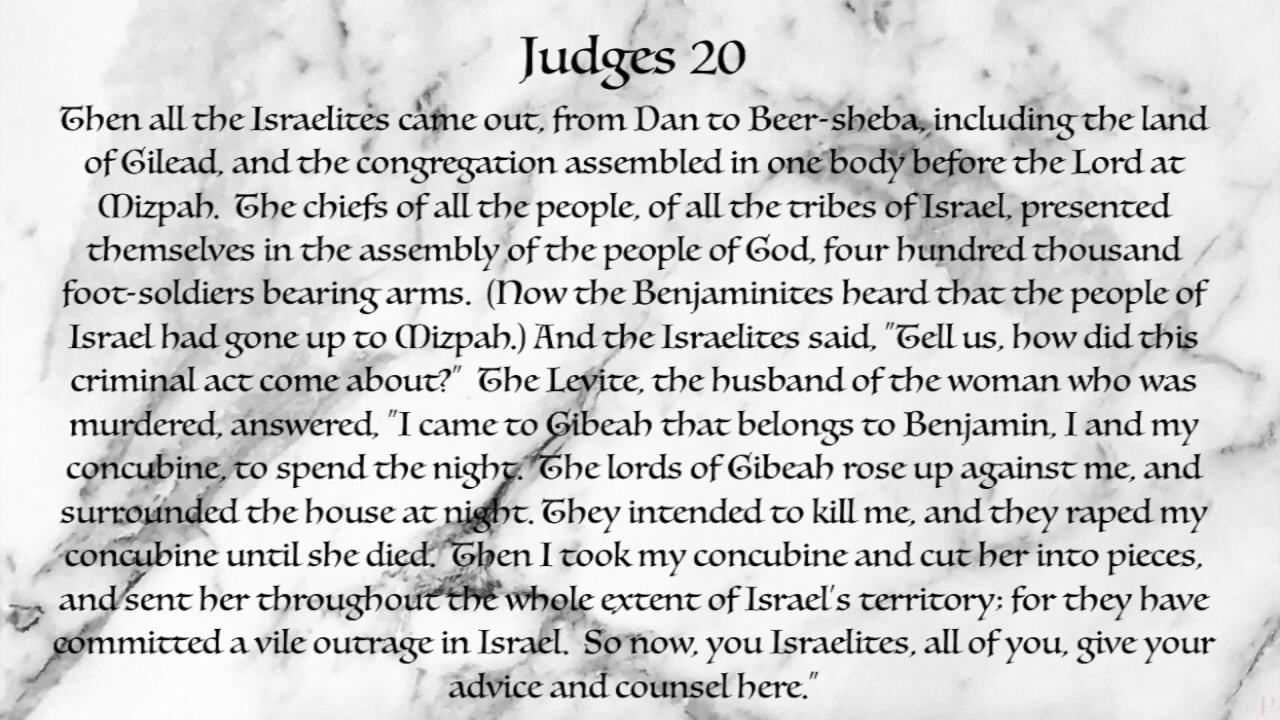 Judges 20
Then all the Israelites came out, from Dan to Beer-sheba, including the land
of Gilead, and the congregation assembled in one body before the Lord at
Mizpah.  The chiefs of all the people, of all the tribes of Israel, presented
themselves in the assembly of the people of God, four hundred thousand
foot-soldiers bearing arms.  (Now the Benjaminites heard that the people of
Israel had gone up to Mizpah.) And the Israelites said, "Tell us, how did this
criminal act come about?"  The Levite, the husband of the woman who was
murdered, answered, "I came to Gibeah that belongs to Benjamin, I and my
concubine, to spend the night.  The lords of Gibeah rose up against me, and
surrounded the house at night. They intended to kill me, and they raped my
concubine until she died.  Then I took my concubine and cut her into pieces,
and sent her throughout the whole extent of Israel's territory; for they have
committed a vile outrage in Israel.  So now, you Israelites, all of you, give your
advice and counsel here."
P